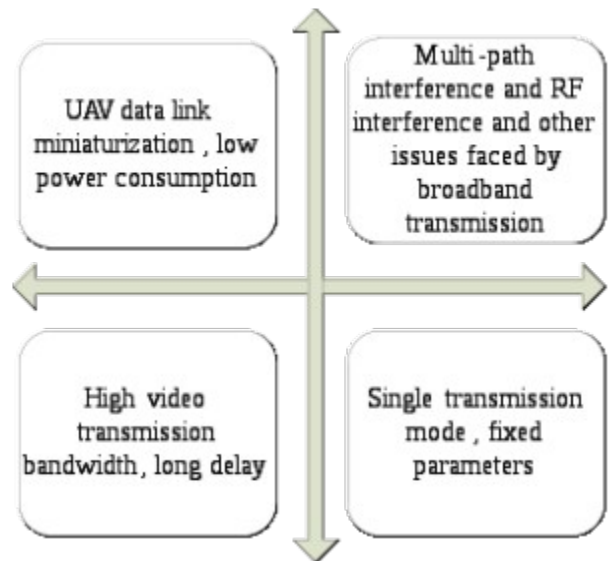 UAV data link
miniaturization , low
power consumption
Multi-path
interference and RF
interference and other
issues faced by
broadband
transmission
High video
transmission
bandwidth, long delay
Single transmission
mode , fixed
parameters